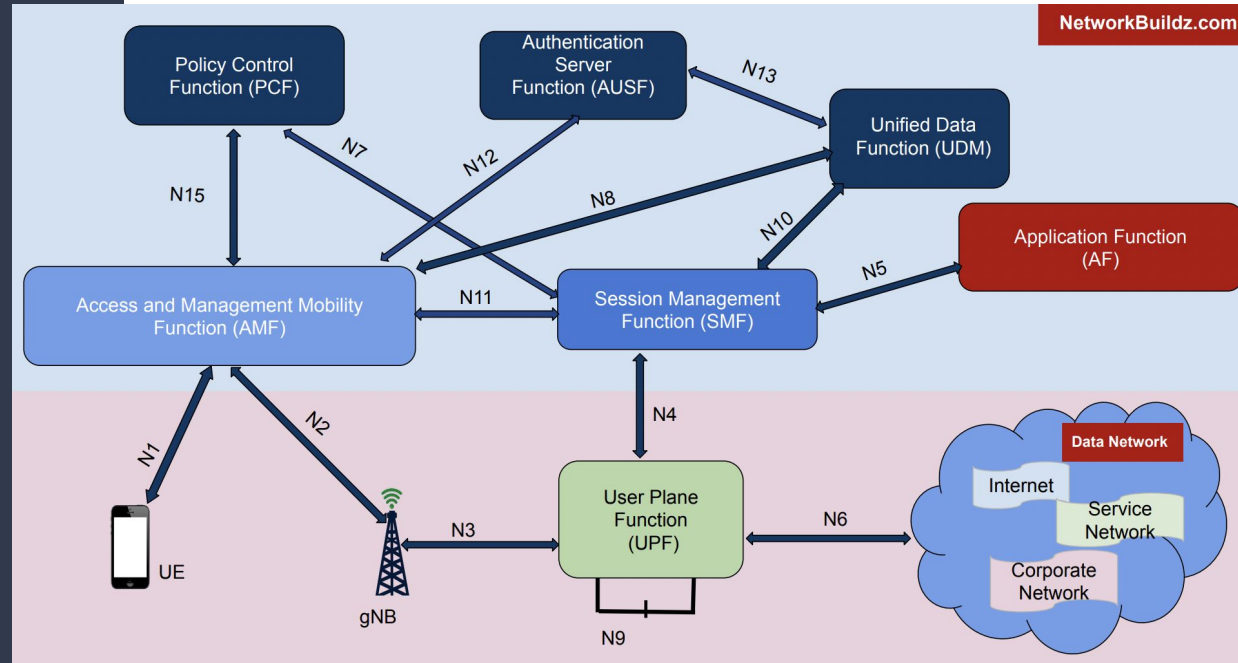 NetworkBuildz.com
Policy Control
Function (PCF)
Authentication
Server
Function (AUSF)
N13
Unified Data
Function (UDM)
N7
N12
N15
N8
N10
Application Function
(AF)
N5
Access and Management Mobility
Function (AMF)
N11
Session Management
Function (SMF)
N1
N2
N4
Data Network
Internet
Service
Network
Corporate
Network
User Plane
Function
(UPF)
N3
N6
UE
gNB
N9